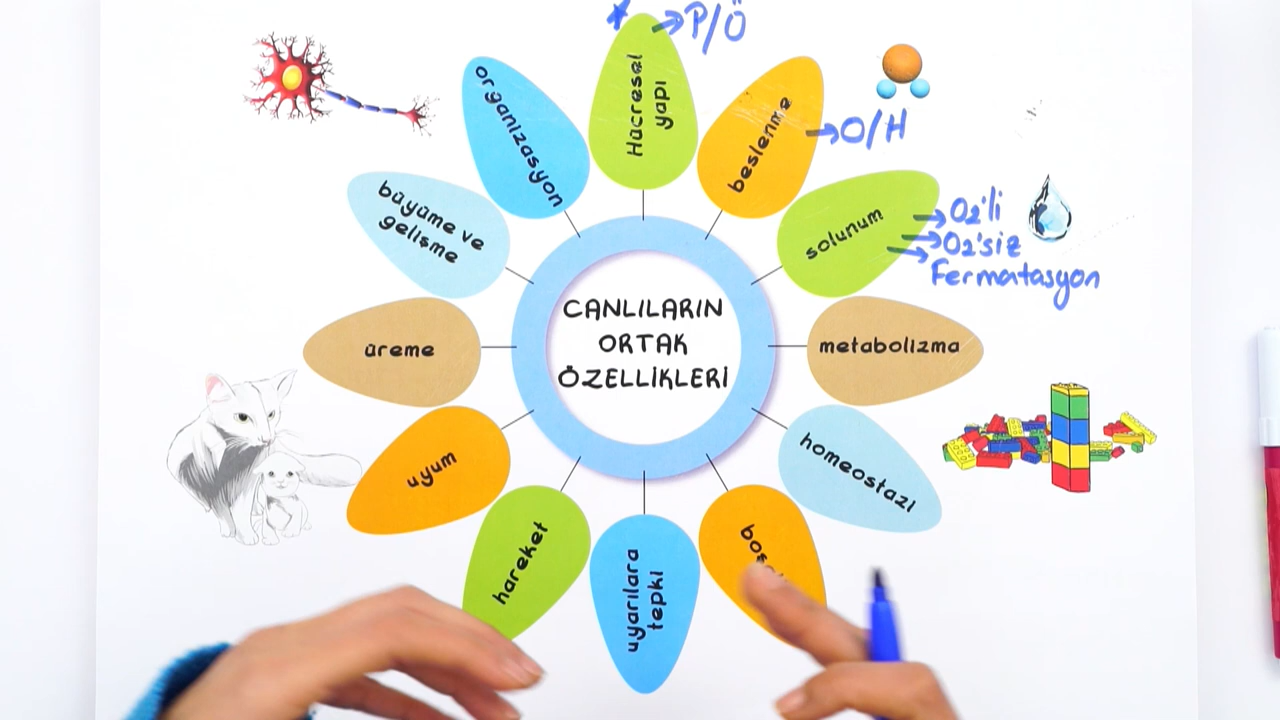 CANLILARIN
ORTAK
ÖZELLİKLERİ
Hücresel
yapı
P/Ö
beslenme
O/H
solunum
O₂'li
O₂'siz
Fermatasyon
metabolizma
homeostazi
uyarılara
tepki
hareket
uyum
üreme
büyüme ve
gelişme
organizasyon